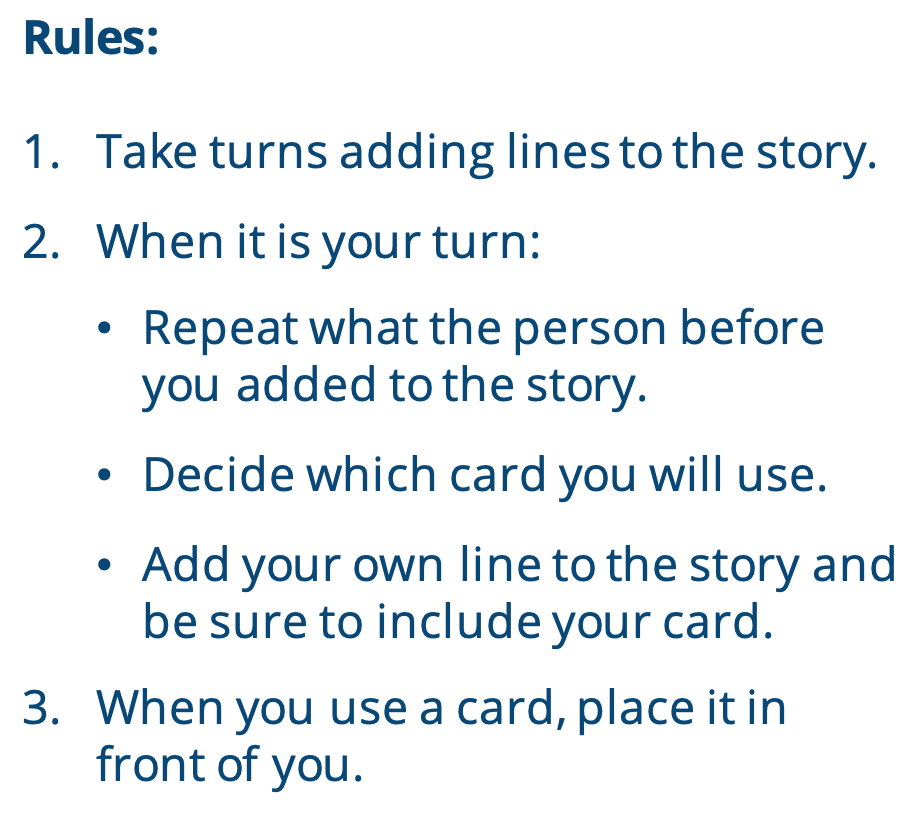 Rules:
1. Take turns adding lines to the story.
2. When it is your turn:
• Repeat what the person before
you added to the story.
• Decide which card you will use.
• Add your own line to the story and
be sure to include your card.
3. When you use a card, place it in
front of you.